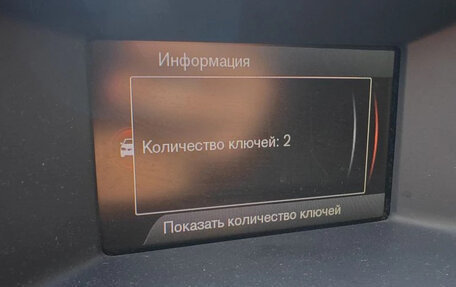 Информация
Количество ключей: 2
Показать количество ключей